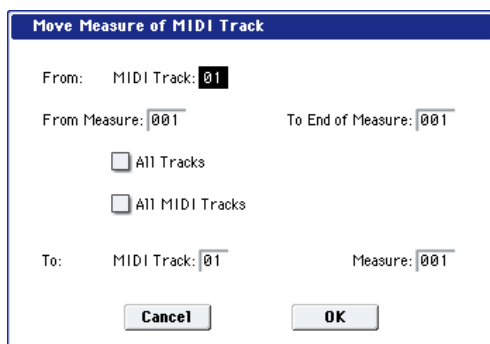 Move Measure of MIDI Track
From: MIDI Track: 01
From Measure: 001 To End of Measure: 001
All Tracks
All MIDI Tracks
To: MIDI Track: 01 Measure: 001
Cancel OK